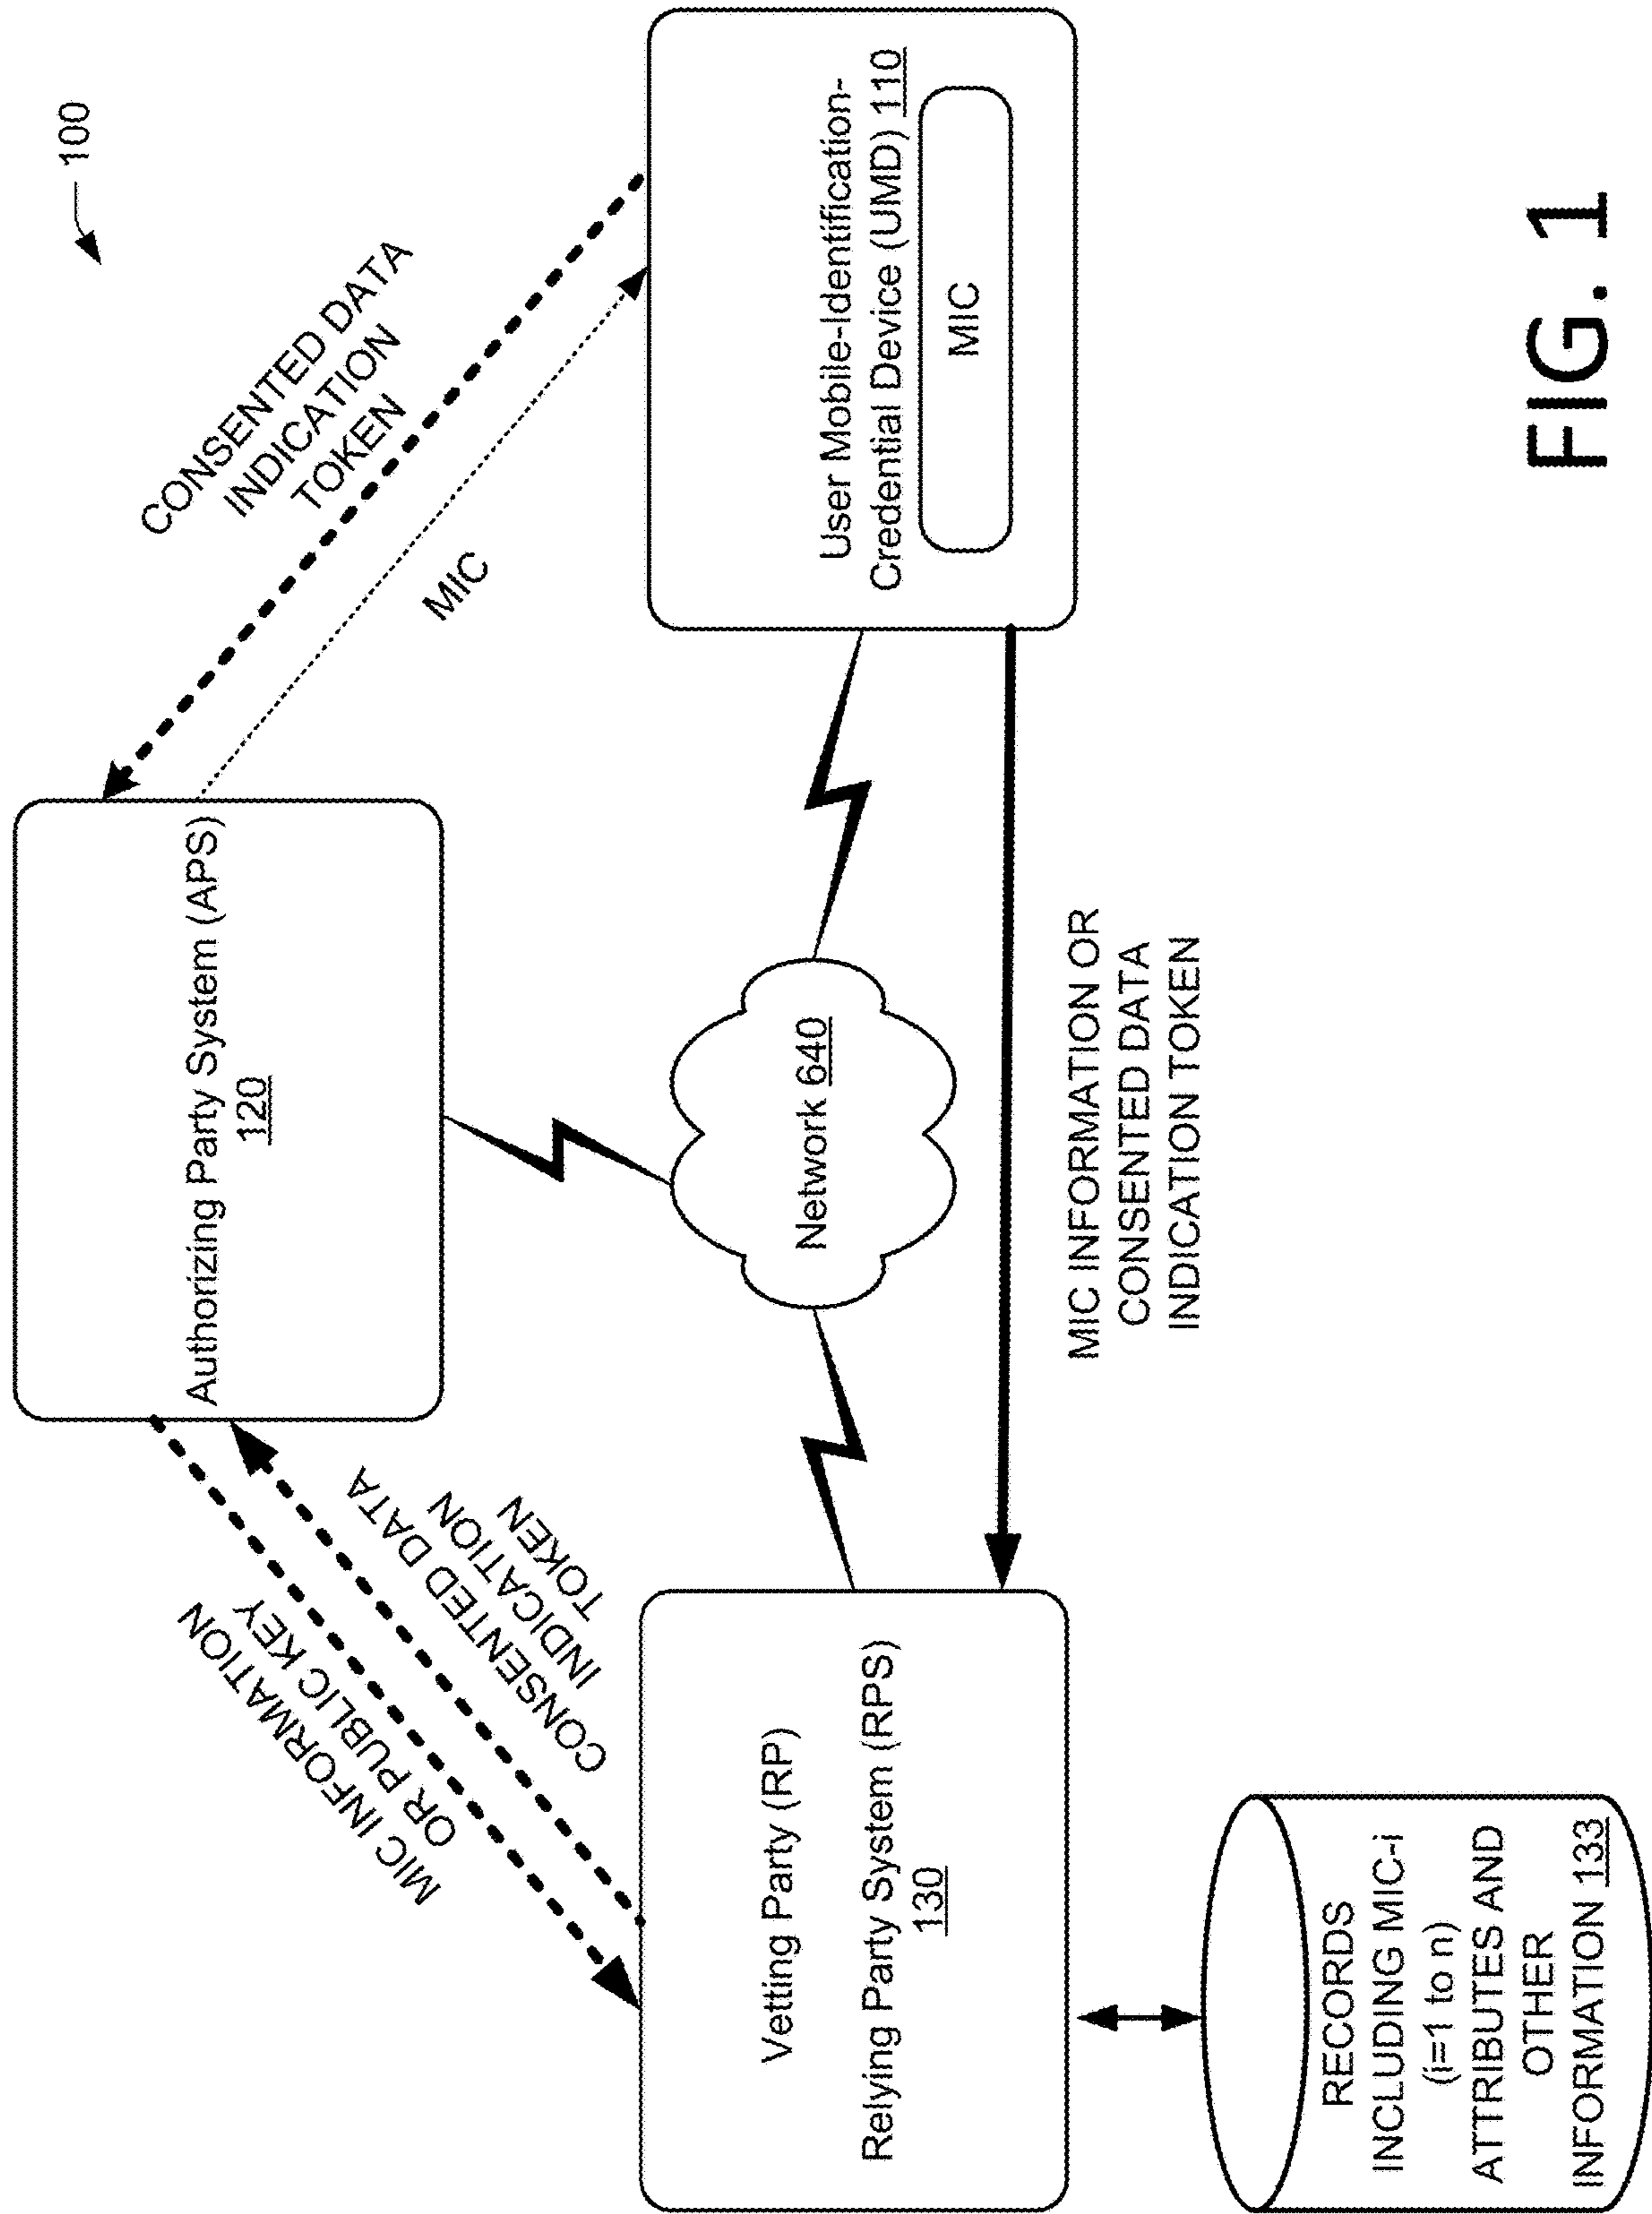 100
Authorizing Party System (APS)
120
CONSENTED DATA
INDICATION
TOKEN
MIC
MIC INFORMATION
OR PUBLIC KEY
CONSENTED DATA
INDICATION
TOKEN
Network 640
User Mobile-Identification-
Credential Device (UMD) 110
MIC
Vetting Party (RP)
Relying Party System (RPS)
130
MIC INFORMATION OR
CONSENTED DATA
INDICATION TOKEN
RECORDS
INCLUDING MIC-i
(i=1 to n)
ATTRIBUTES AND
OTHER
INFORMATION 133
FIG. 1